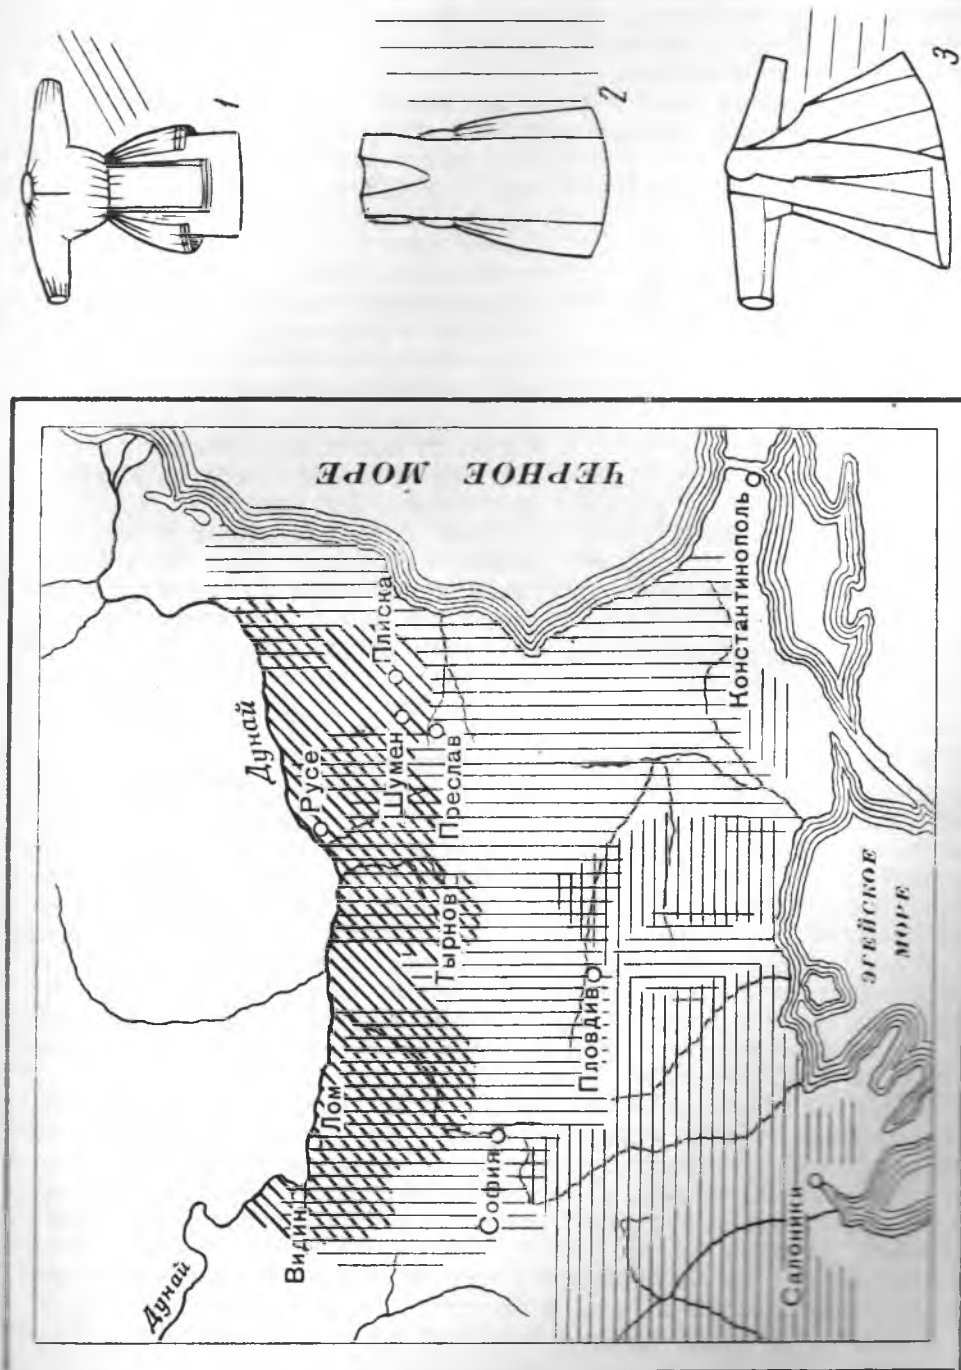 1
2
3
ЧЕРНОЕ МОРЕ
Дунай
Дунай
Видин
Лом
Русе
Шумен
Плиска
Преслав
Тырнов
София
Пловдив
Константинополь
Салоники
ЭГЕЙСКОЕ
МОРЕ